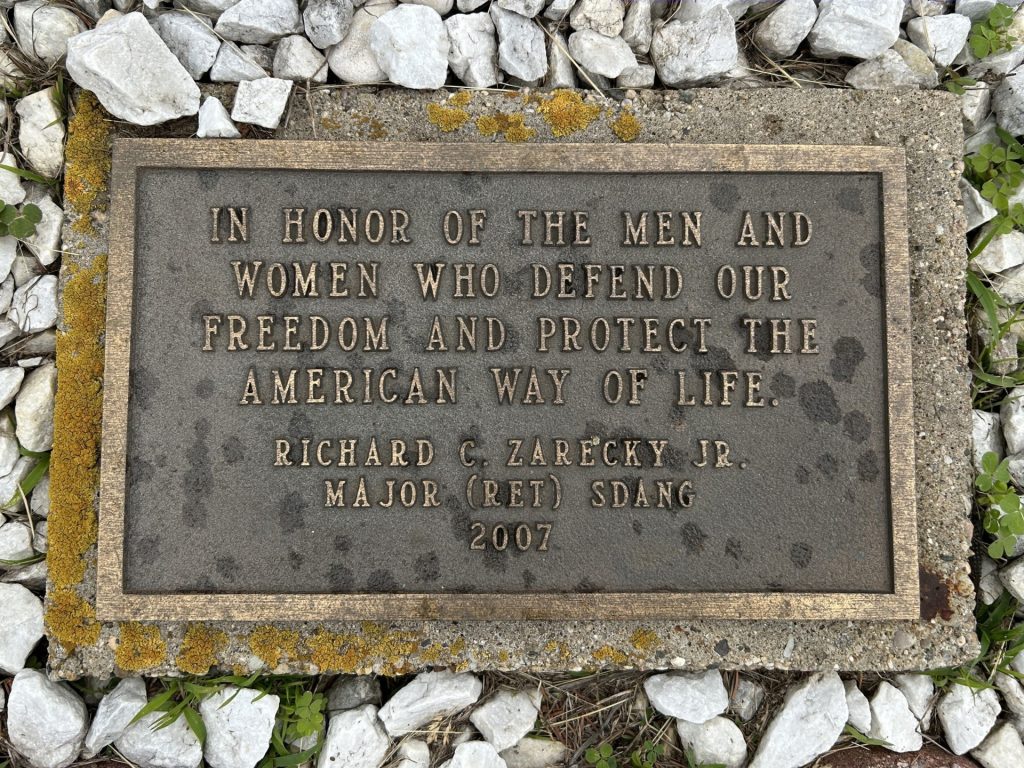 IN HONOR OF THE MEN AND
WOMEN WHO DEFEND OUR
FREEDOM AND PROTECT THE
AMERICAN WAY OF LIFE.
RICHARD C. ZARECKY JR.
MAJOR (RET) SDANG
2007